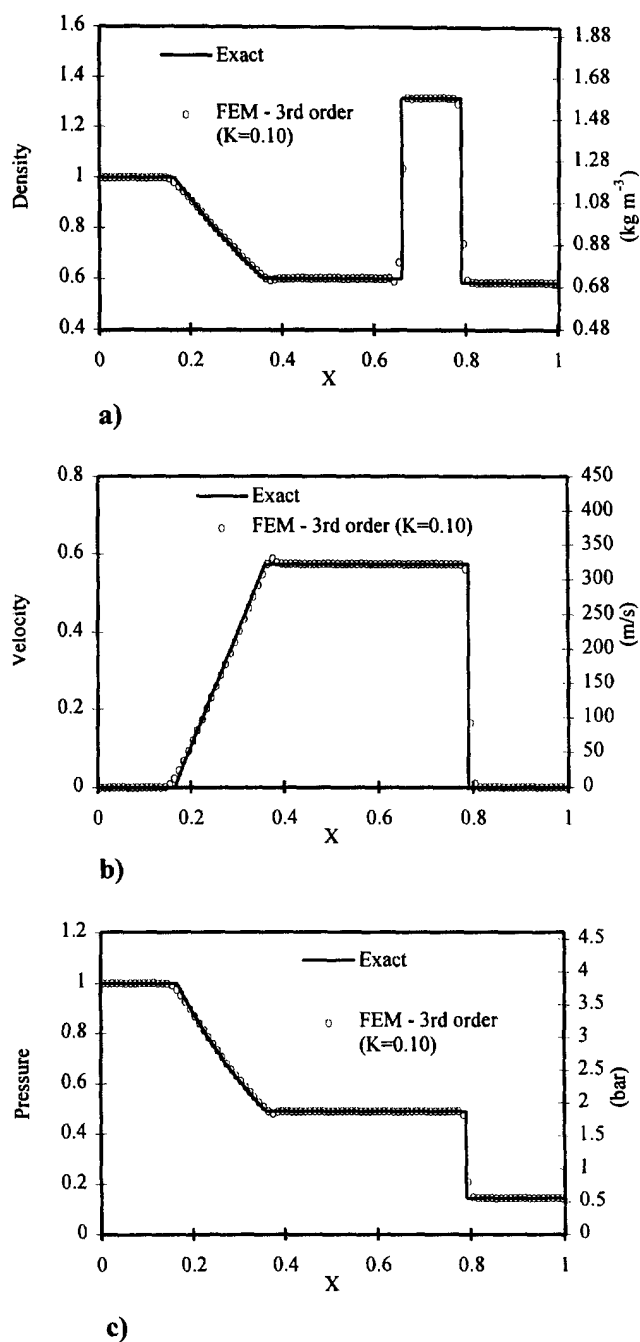 1.6
1.4
1.2
1
0.8
0.6
0.4
Density
Exact
FEM - 3rd order
(K=0.10)
1.88
1.68
1.48
1.28
1.08
0.88
0.68
0.48
(kg m⁻³)
0 0.2 0.4 0.6 0.8 1
X
a)
0.8
0.6
0.4
0.2
0
Velocity
Exact
FEM - 3rd order (K=0.10)
450
400
350
300
250
200
150
100
50
0
(m/s)
0 0.2 0.4 0.6 0.8 1
X
b)
1.2
1
0.8
0.6
0.4
0.2
0
Pressure
Exact
FEM - 3rd order
(K=0.10)
4.5
4
3.5
3
2.5
2
1.5
1
0.5
0
(bar)
0 0.2 0.4 0.6 0.8 1
X
c)